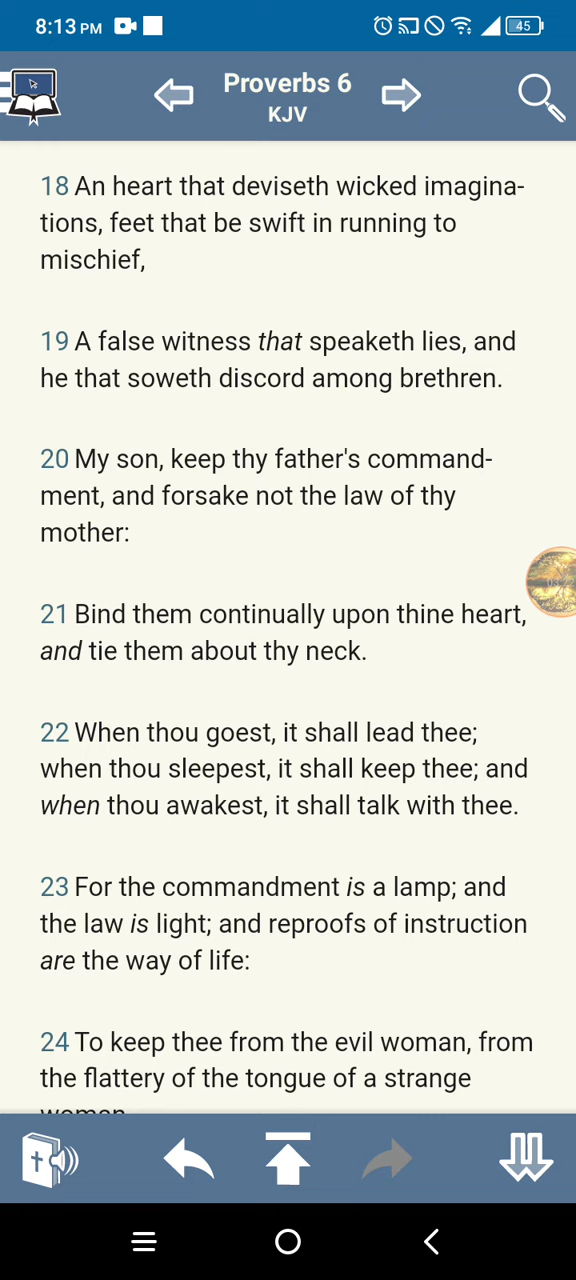 8:13 PM
45
Proverbs 6
KJV
18 An heart that deviseth wicked imagina-
tions, feet that be swift in running to
mischief,
19 A false witness that speaketh lies, and
he that soweth discord among brethren.
20 My son, keep thy father's command-
ment, and forsake not the law of thy
mother:
21 Bind them continually upon thine heart,
and tie them about thy neck.
03:22
22 When thou goest, it shall lead thee;
when thou sleepest, it shall keep thee; and
when thou awakest, it shall talk with thee.
23 For the commandment is a lamp; and
the law is light; and reproofs of instruction
are the way of life:
24 To keep thee from the evil woman, from
the flattery of the tongue of a strange
woman